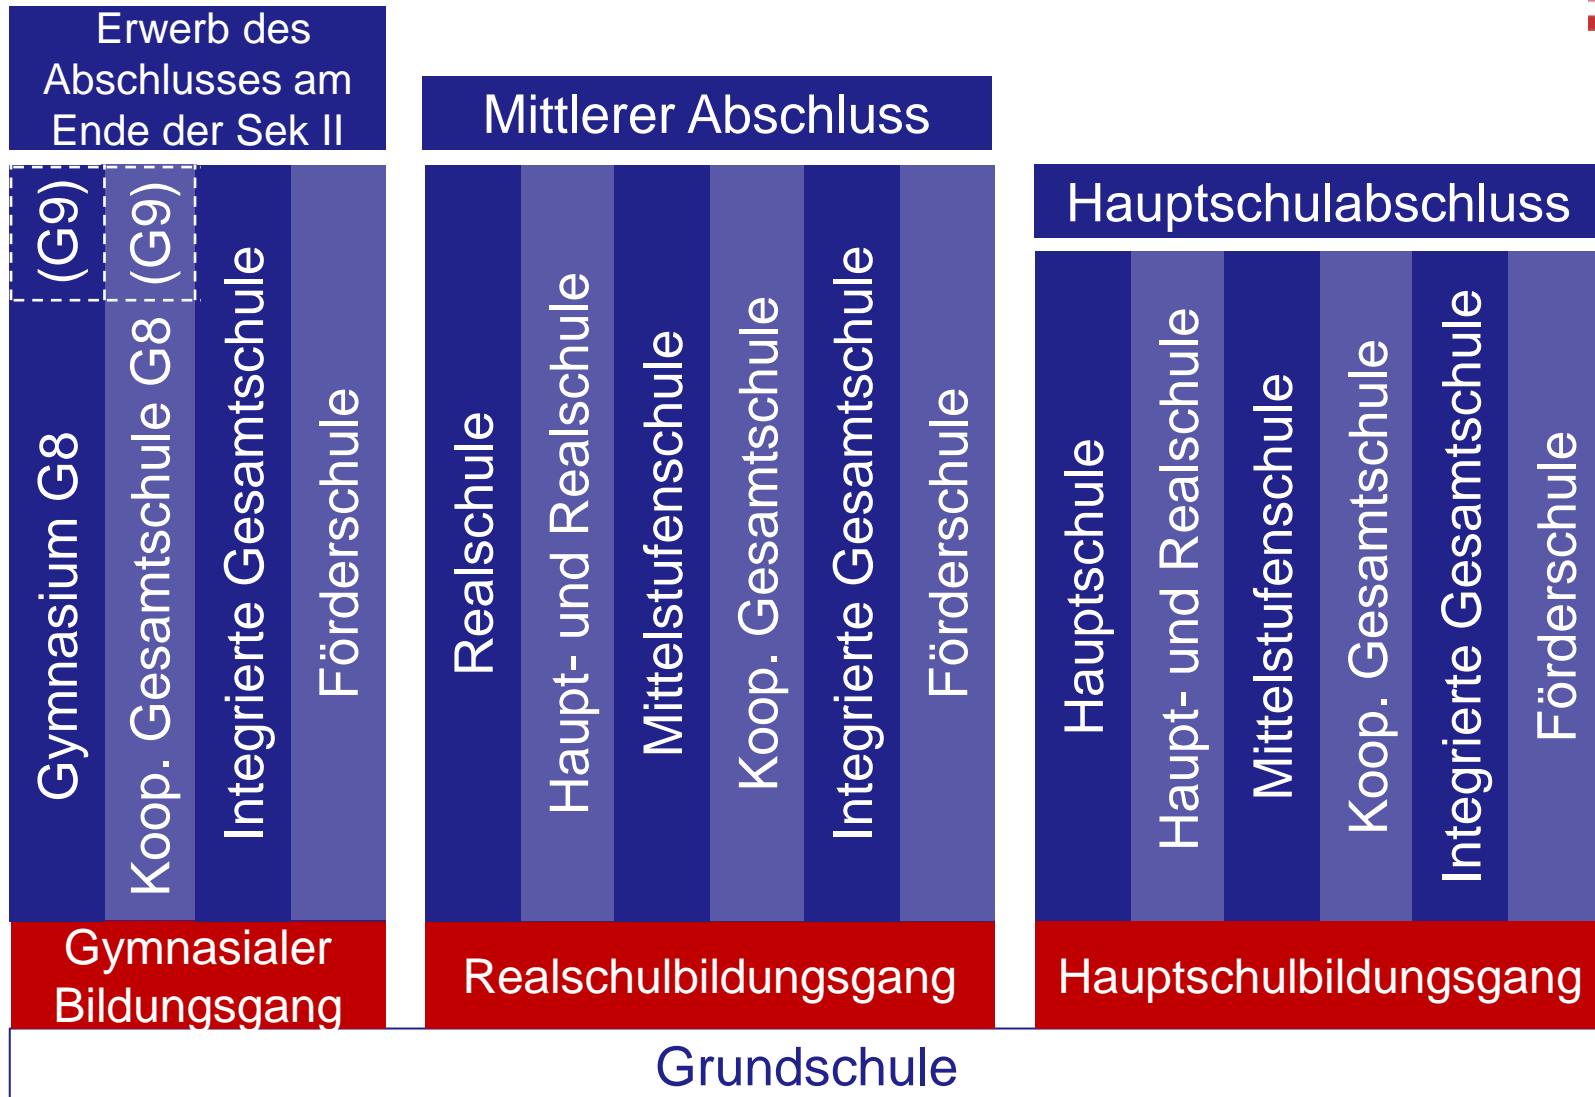 Erwerb des
Abschlusses am
Ende der Sek II
Mittlerer Abschluss
Hauptschulabschluss
(G9)
(G9)
Gymnasium G8
Koop. Gesamtschule G8
Integrierte Gesamtschule
Förderschule
Realschule
Haupt- und Realschule
Mittelstufenschule
Koop. Gesamtschule
Integrierte Gesamtschule
Förderschule
Hauptschule
Haupt- und Realschule
Mittelstufenschule
Koop. Gesamtschule
Integrierte Gesamtschule
Förderschule
Gymnasialer
Bildungsgang
Realschulbildungsgang
Hauptschulbildungsgang
Grundschule